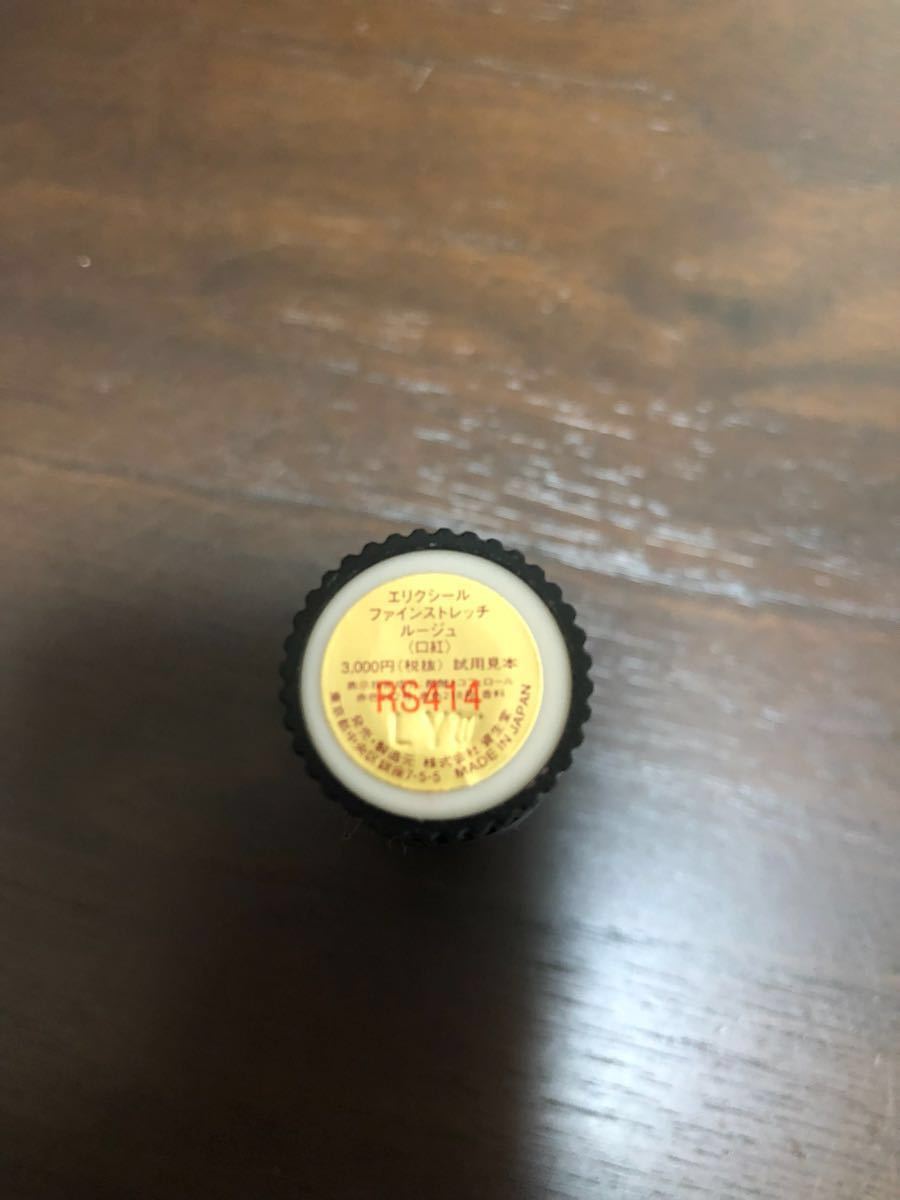 エリクシール
ファインストレッチ
ルージュ
〈口紅〉
3,000円(税抜) 試用見本
RS414
発売・製造元 株式会社 資生堂
東京都中央区銀座7-5-5 MADE IN JAPAN